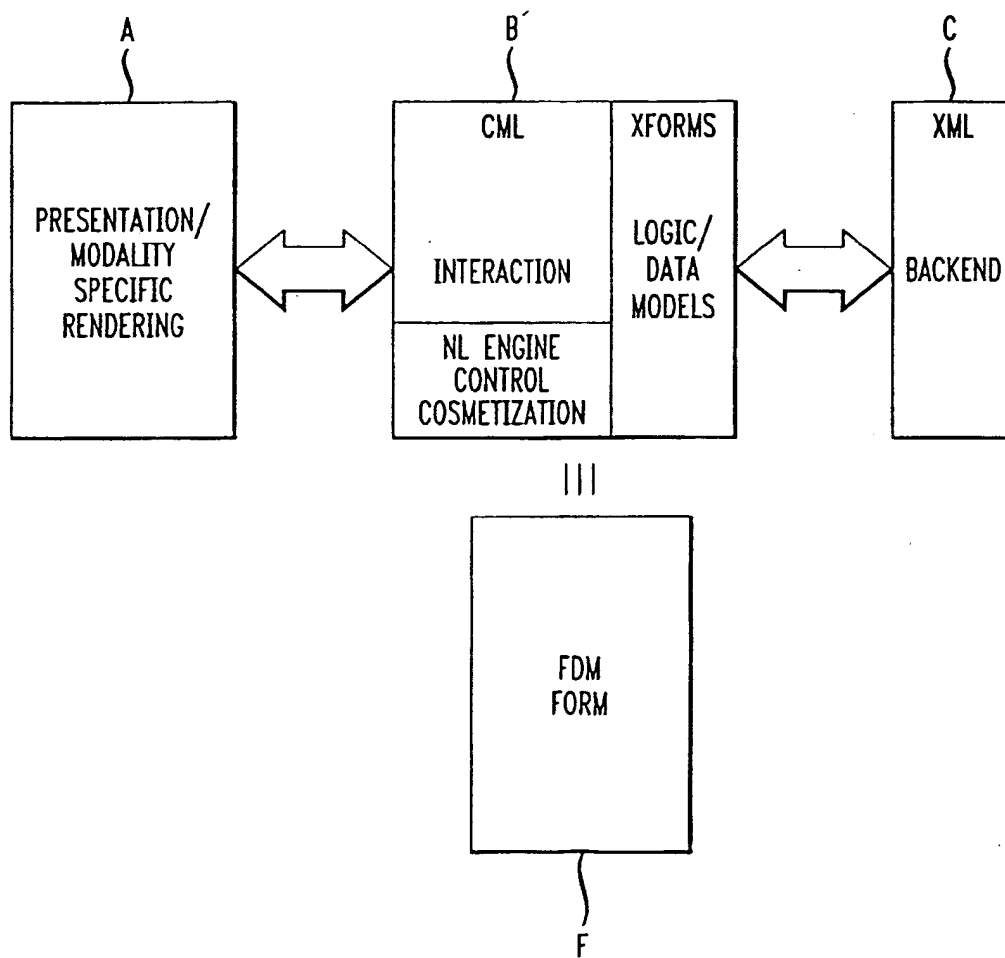 A
B´
C
PRESENTATION/
MODALITY
SPECIFIC
RENDERING
CML
INTERACTION
NL ENGINE
CONTROL
COSMETIZATION
XFORMS
LOGIC/
DATA
MODELS
XML
BACKEND
FDM
FORM
F